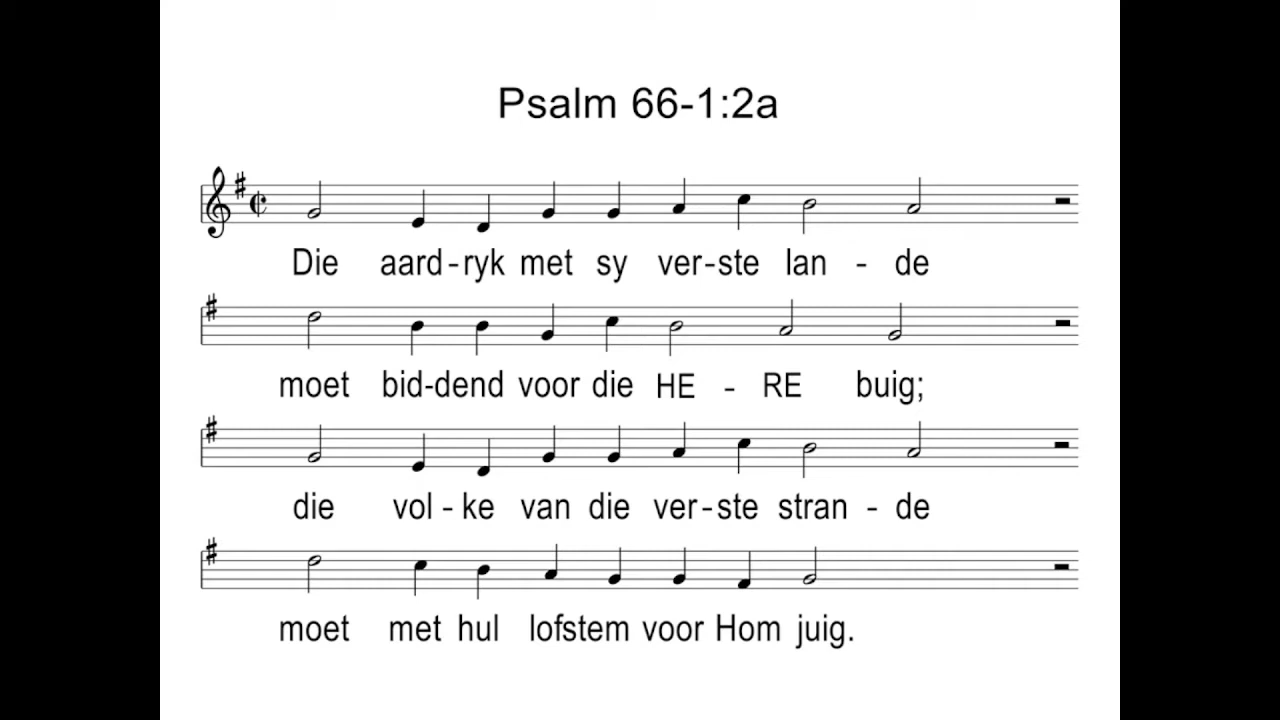 Psalm 66-1:2a
Die aard-ryk met sy ver-ste lan - de
moet bid-dend voor die HE - RE buig;
die vol - ke van die ver-ste stran - de
moet met hul lofstem voor Hom juig.